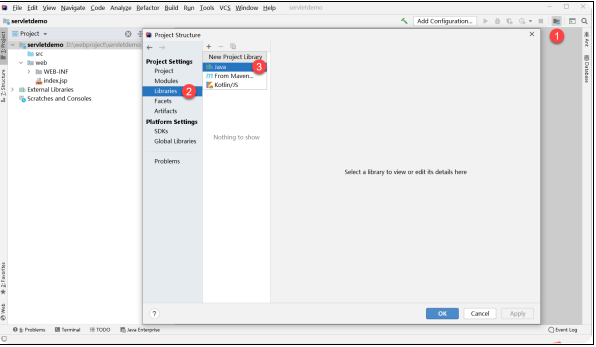 File Edit View Navigate Code Analyze Refactor Build Run Tools VCS Window Help servletdemo
servletdemo
Add Configuration...
1
Project
servletdemo D:\webproject\servletdemo
src
web
WEB-INF
index.jsp
External Libraries
Scratches and Consoles
1: Project
7: Structure
2: Favorites
Web
Project Structure
Project Settings
Project
Modules
Libraries
2
Facets
Artifacts
Platform Settings
SDKs
Global Libraries
Problems
New Project Library
Java
3
From Maven...
Kotlin/JS
Nothing to show
Select a library to view or edit its details here
?
OK
Cancel
Apply
Ant
Database
6: Problems
Terminal
TODO
Java Enterprise
Event Log